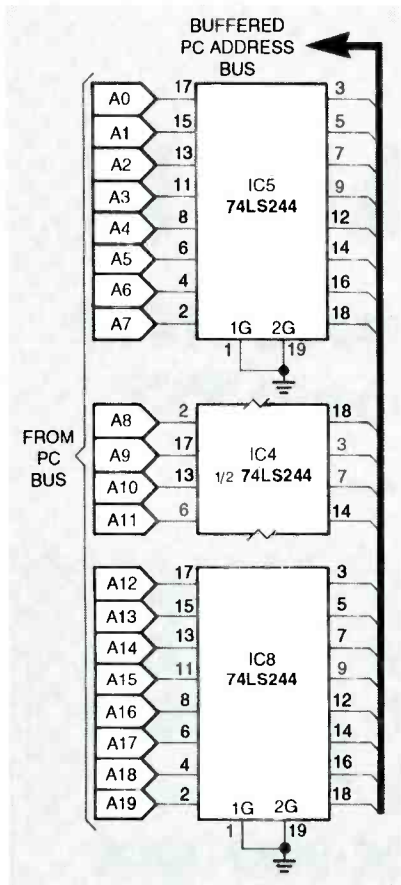 BUFFERED
PC ADDRESS
BUS
FROM
PC
BUS
A0 17 3
A1 15 5
A2 13 7
A3 11 9
A4 8 12
A5 6 14
A6 4 16
A7 2 18
IC5
74LS244
1G 2G
1 19
A8 2 18
A9 17 3
A10 13 7
A11 6 14
IC4
1/2 74LS244
A12 17 3
A13 15 5
A14 13 7
A15 11 9
A16 8 12
A17 6 14
A18 4 16
A19 2 18
IC8
74LS244
1G 2G
1 19